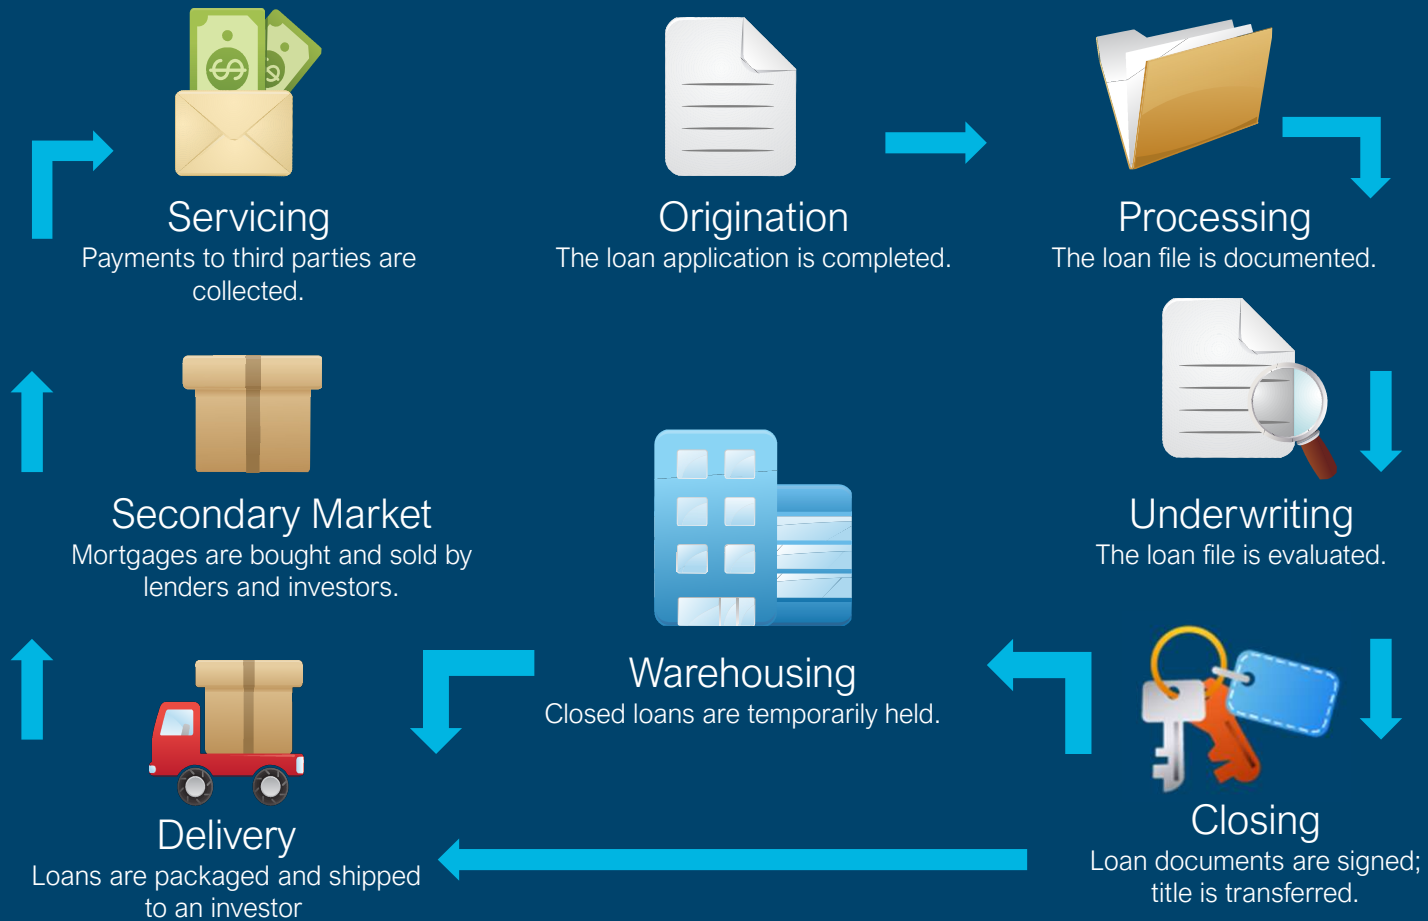 Servicing
Payments to third parties are
collected.
Origination
The loan application is completed.
Processing
The loan file is documented.
Secondary Market
Mortgages are bought and sold by
lenders and investors.
Underwriting
The loan file is evaluated.
Warehousing
Closed loans are temporarily held.
Delivery
Loans are packaged and shipped
to an investor
Closing
Loan documents are signed;
title is transferred.